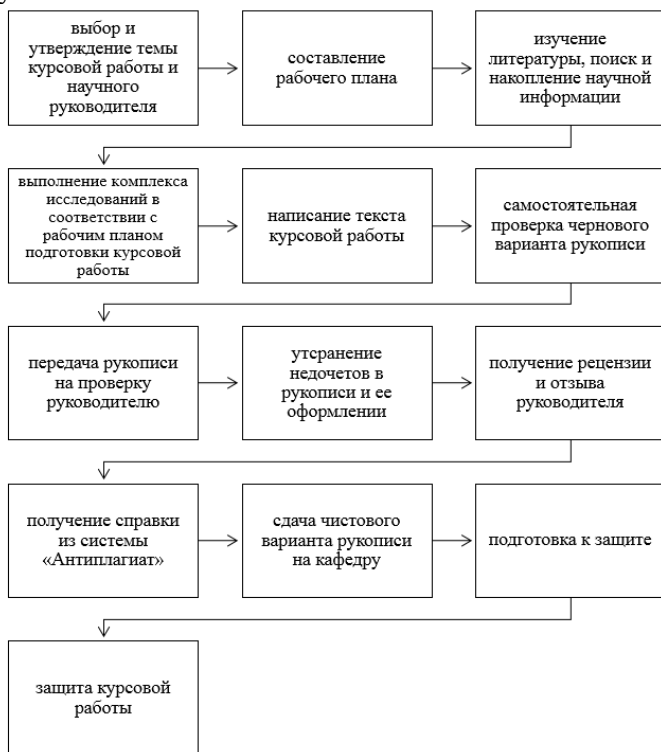 выбор и
утверждение темы
курсовой работы и
научного
руководителя
составление
рабочего плана
изучение
литературы, поиск и
накопление научной
информации
выполнение комплекса
исследований в
соответствии с
рабочим планом
подготовки курсовой
работы
написание текста
курсовой работы
самостоятельная
проверка чернового
варианта рукописи
передача рукописи
на проверку
руководителю
утсранение
недочетов в
рукописи и ее
оформлении
получение рецензии
и отзыва
руководителя
получение справки
из системы
«Антиплагиат»
сдача чистового
варианта рукописи
на кафедру
подготовка к защите
защита курсовой
работы